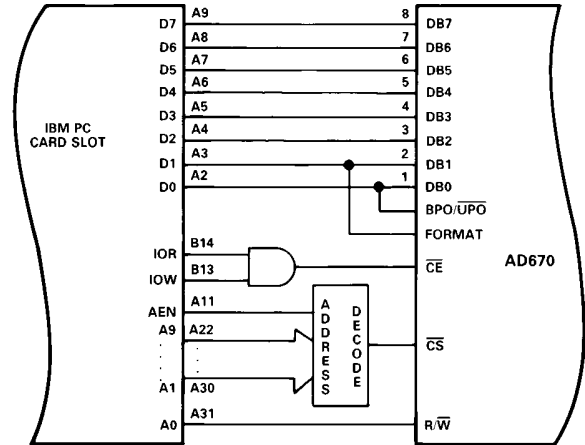 D7 A9 8 DB7
D6 A8 7 DB6
D5 A7 6 DB5
D4 A6 5 DB4
D3 A5 4 DB3
D2 A4 3 DB2
D1 A3 2 DB1
D0 A2 1 DB0
IBM PC
CARD SLOT
BPO/UPO
FORMAT
AD670
IOR B14
IOW B13
CE
AEN A11
A9 A22
A1 A30
ADDRESS
DECODE
CS
A0 A31 R/W